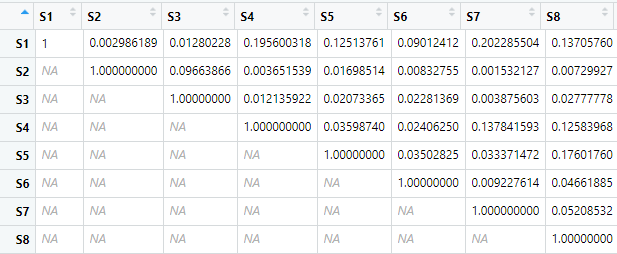 S1 S2 S3 S4 S5 S6 S7 S8
S1 1 0.002986189 0.01280228 0.195600318 0.12513761 0.09012412 0.202285504 0.13705760
S2 NA 1.000000000 0.09663866 0.003651539 0.01698514 0.00832755 0.001532127 0.00729927
S3 NA NA 1.00000000 0.012135922 0.02073365 0.02281369 0.003875603 0.02777778
S4 NA NA NA 1.000000000 0.03598740 0.02406250 0.137841593 0.12583968
S5 NA NA NA NA 1.00000000 0.03502825 0.033371472 0.17601760
S6 NA NA NA NA NA 1.00000000 0.009227614 0.04661885
S7 NA NA NA NA NA NA 1.000000000 0.05208532
S8 NA NA NA NA NA NA NA 1.00000000